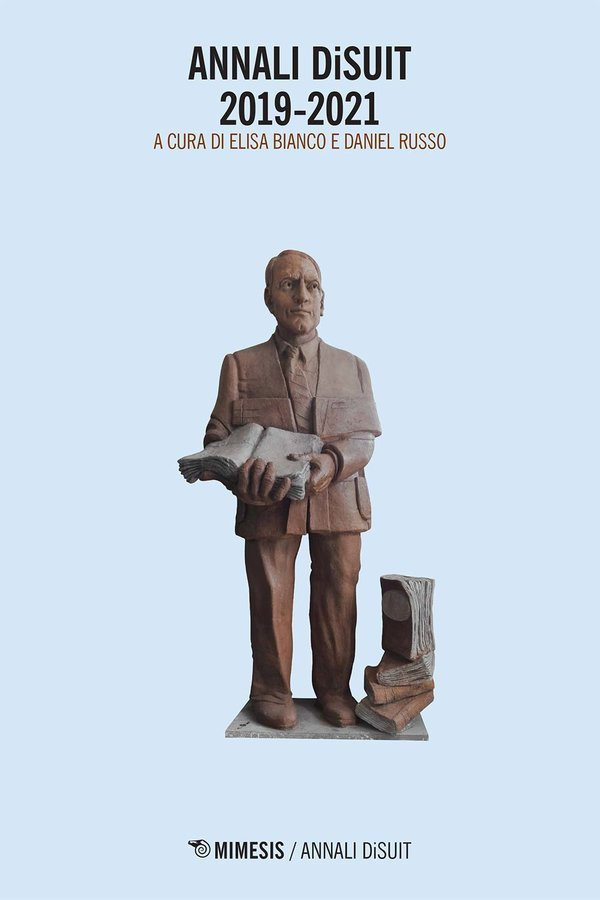 ANNALI DiSUIT
2019-2021
A CURA DI ELISA BIANCO E DANIEL RUSSO
MIMESIS / ANNALI DiSUIT